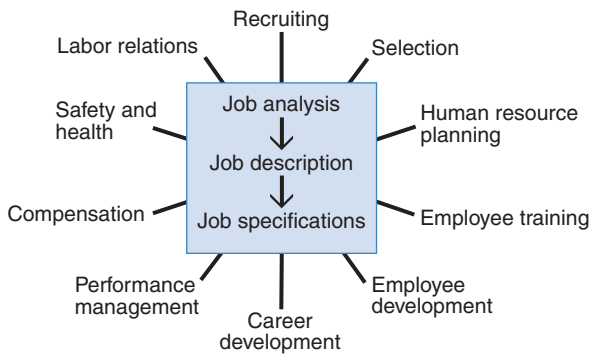 Recruiting
Labor relations
Selection
Job analysis
Safety and
health
Human resource
planning
Job description
Compensation
Job specifications
Employee training
Performance
management
Employee
development
Career
development